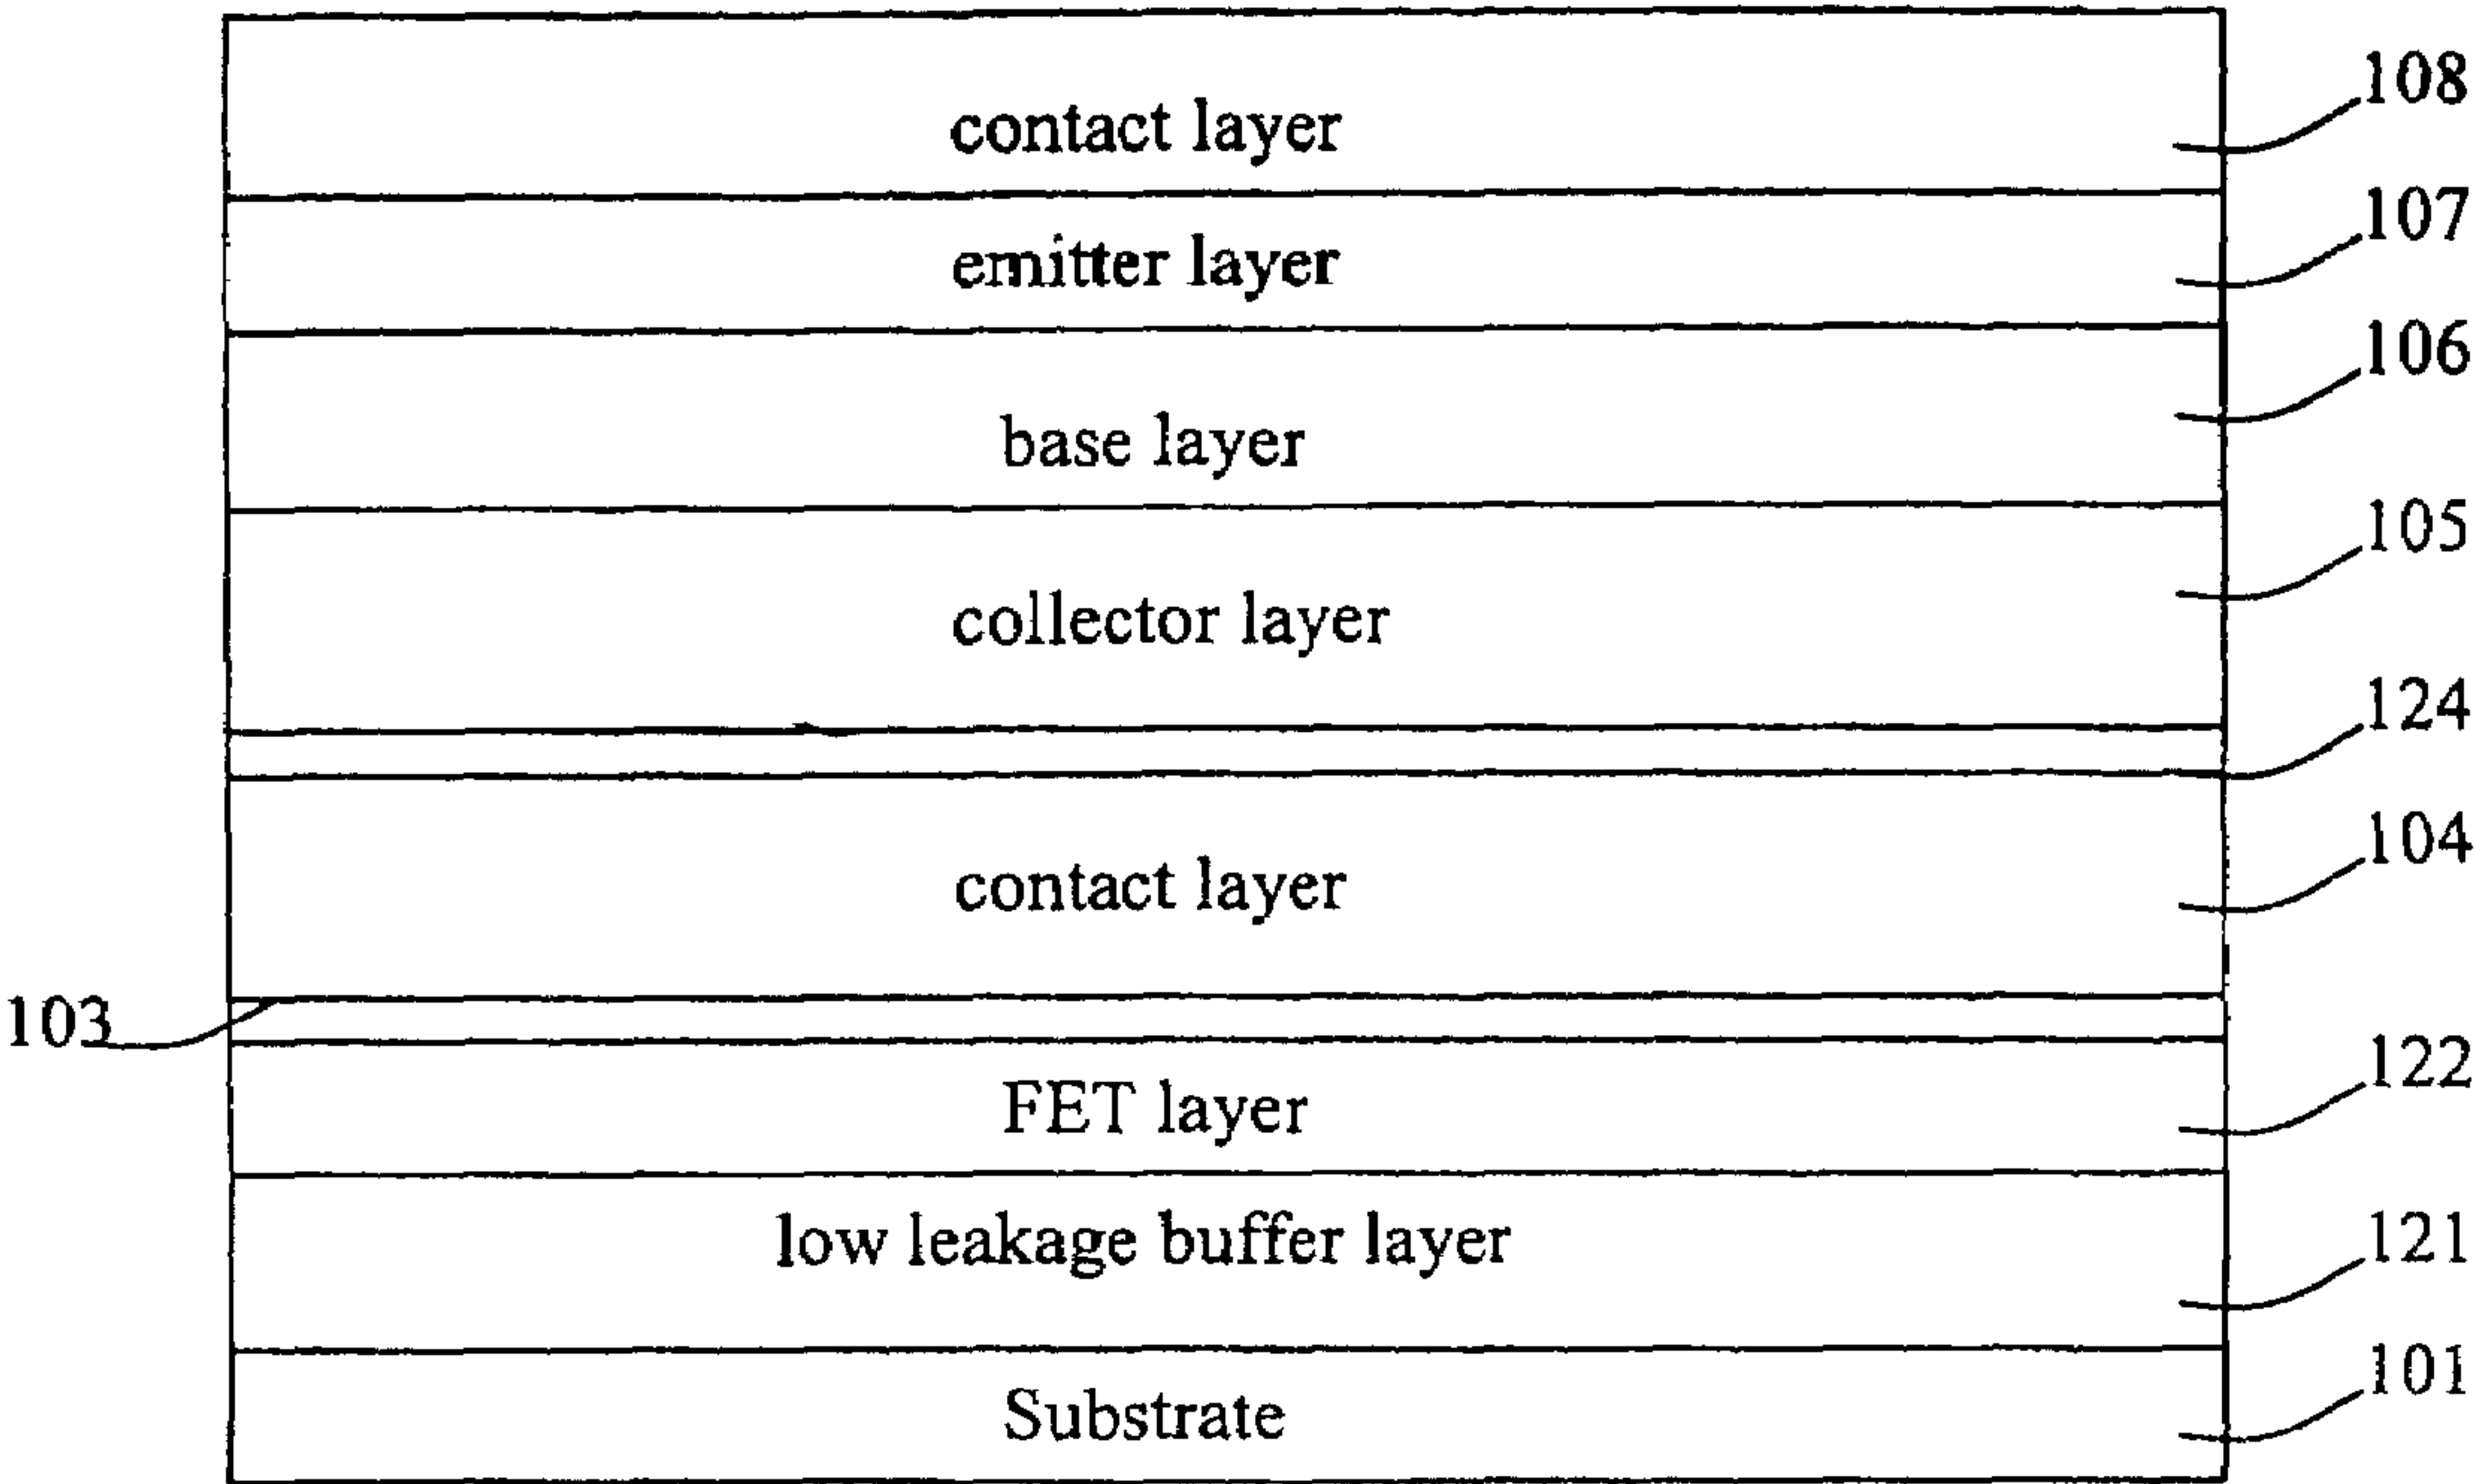 contact layer 108
emitter layer 107
base layer 106
collector layer 105
124
contact layer 104
103
FET layer 122
low leakage buffer layer 121
Substrate 101